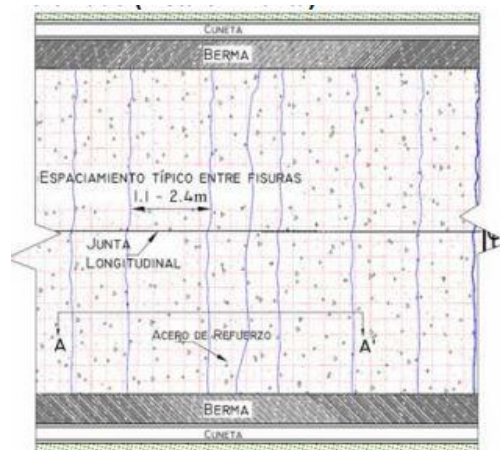 CUNETA
BERMA
ESPACIAMIENTO TÍPICO ENTRE FISURAS
1.1 - 2.4m
JUNTA
LONGITUDINAL
A
ACERO DE REFUERZO
A'
BERMA
CUNETA